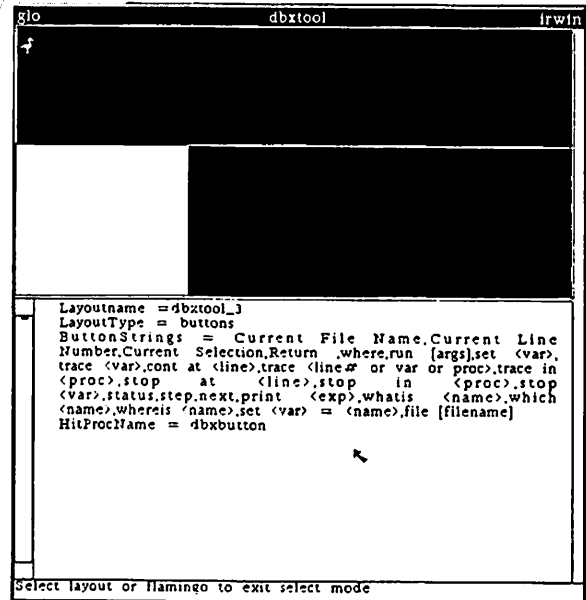 glo dbxtool irwin
Layoutname =dbxtool_3
LayoutType = buttons
ButtonStrings = Current File Name,Current Line
Number,Current Selection,Return ,where,run [args],set <var>,
trace <var>,cont at <line>,trace <line# or var or proc>,trace in
<proc>,stop at <line>,stop in <proc>,stop
<var>,status,step,next,print <exp>,whatis <name>,which
<name>,whereis <name>,set <var> = <name>,file [filename]
HitProcName = dbxbutton
Select layout or flamingo to exit select mode